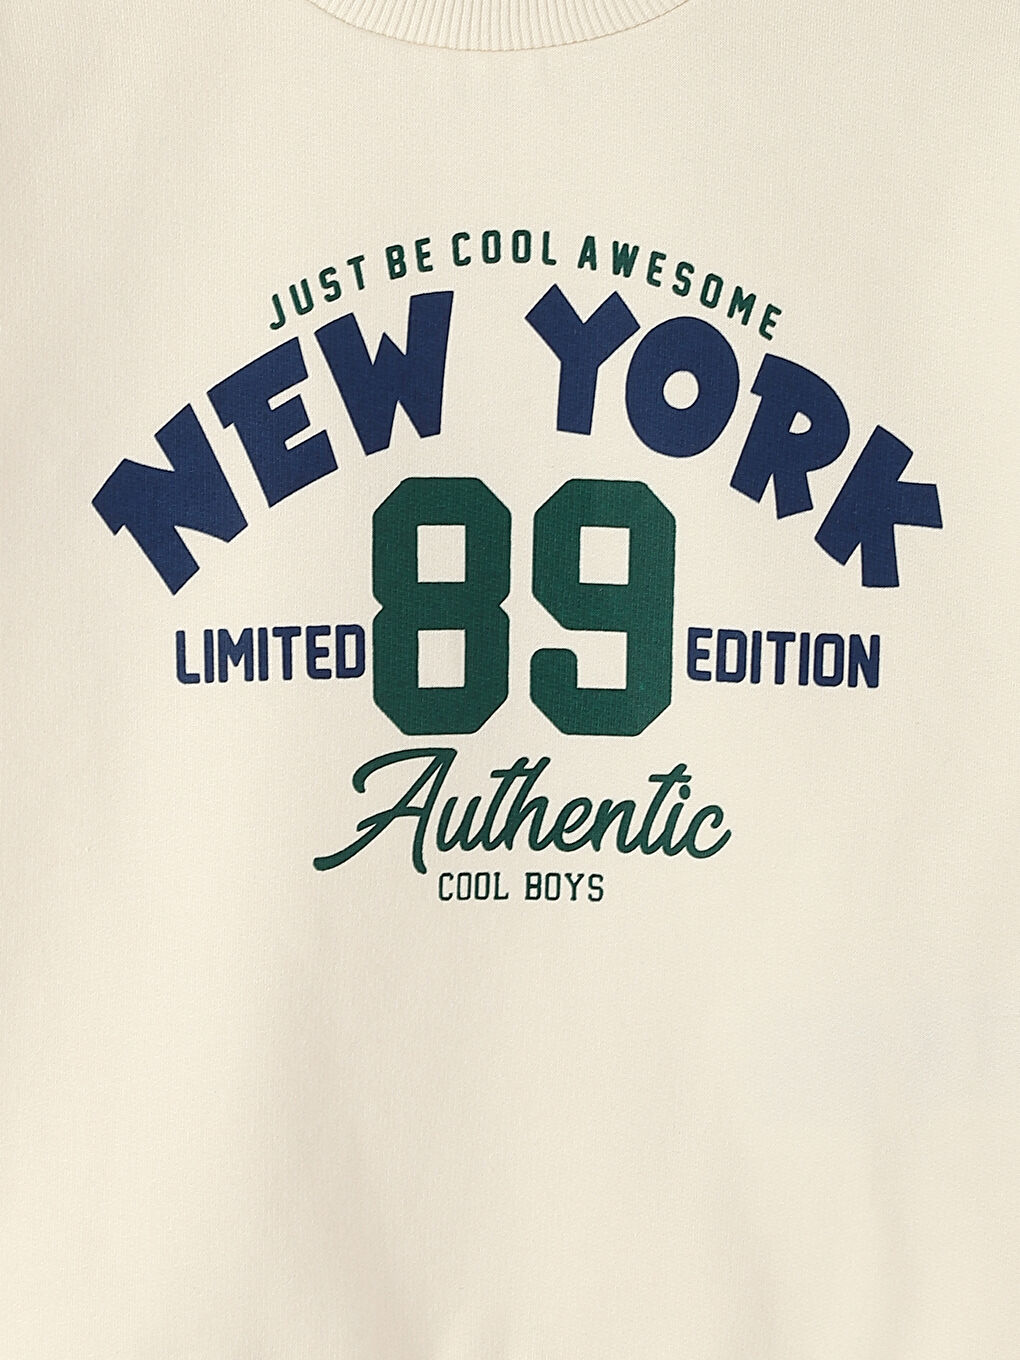 JUST BE COOL AWESOME
NEW YORK
LIMITED 89 EDITION
Authentic
COOL BOYS